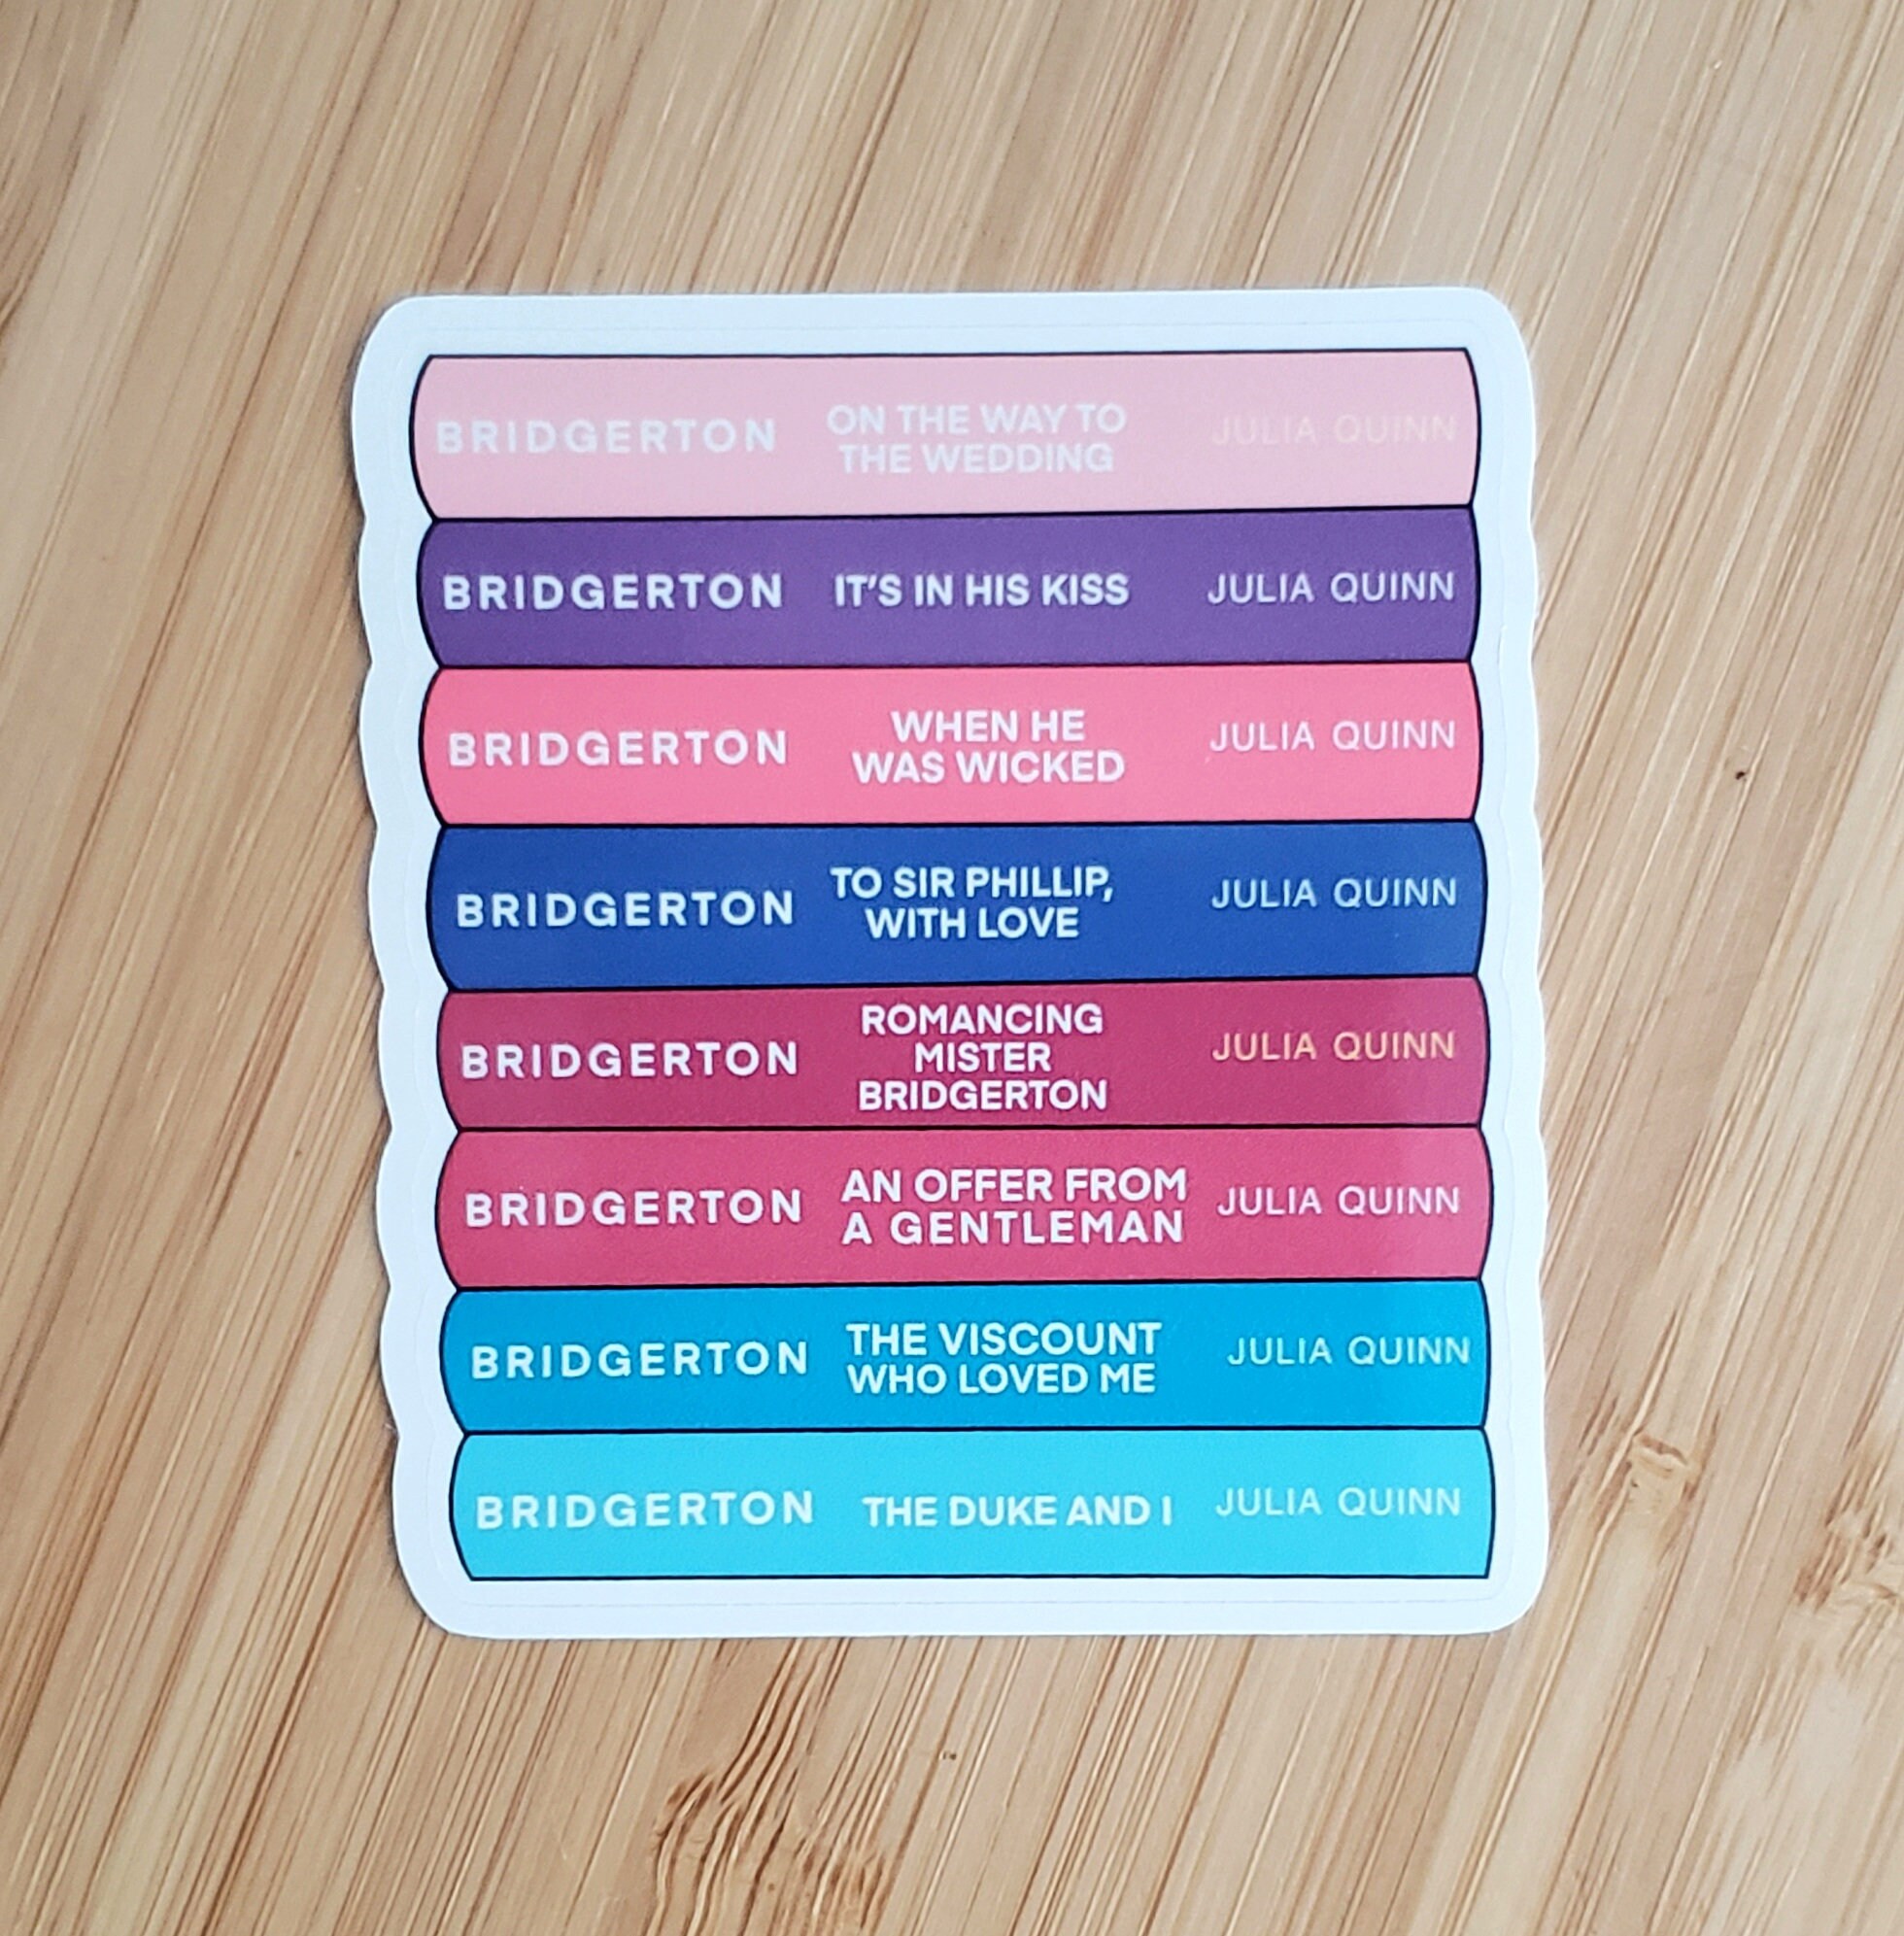 BRIDGERTON ON THE WAY TO JULIA QUINN
THE WEDDING
BRIDGERTON IT'S IN HIS KISS JULIA QUINN
BRIDGERTON WHEN HE JULIA QUINN
WAS WICKED
BRIDGERTON TO SIR PHILLIP, JULIA QUINN
WITH LOVE
BRIDGERTON ROMANCING JULIA QUINN
MISTER
BRIDGERTON
BRIDGERTON AN OFFER FROM JULIA QUINN
A GENTLEMAN
BRIDGERTON THE VISCOUNT JULIA QUINN
WHO LOVED ME
BRIDGERTON THE DUKE AND I JULIA QUINN